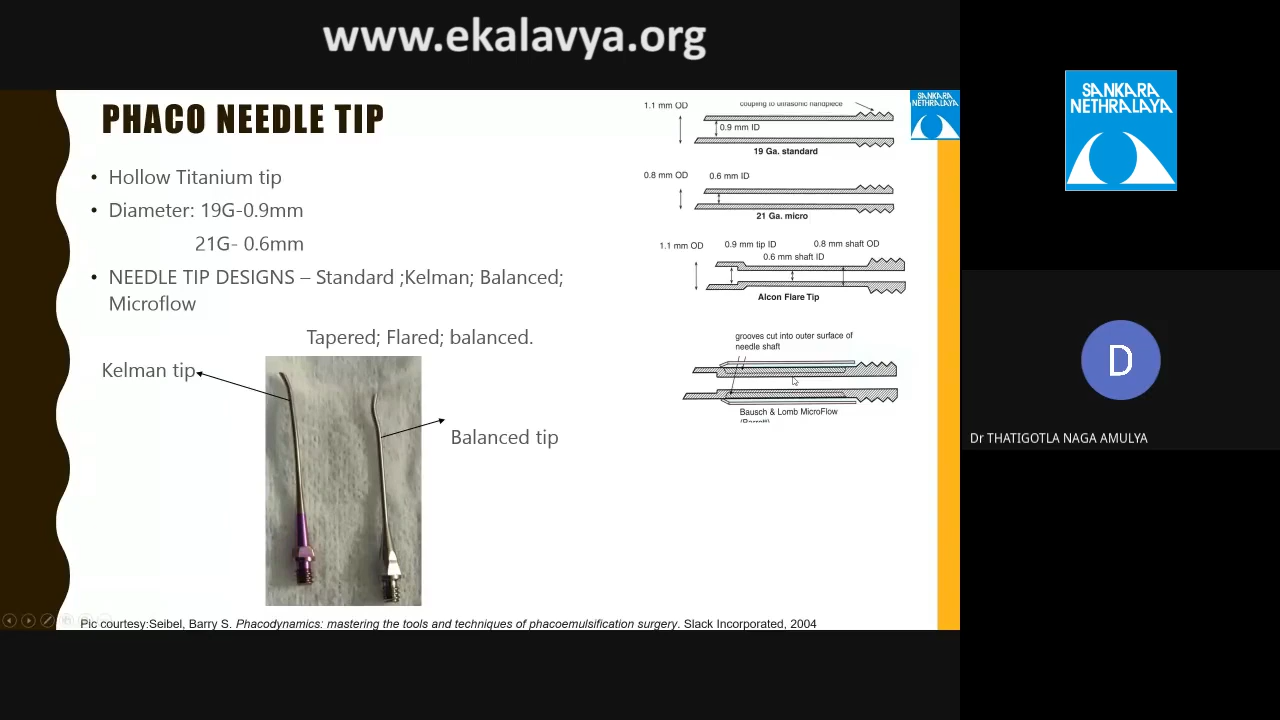 www.ekalavya.org
PHACO NEEDLE TIP
• Hollow Titanium tip
• Diameter: 19G-0.9mm
21G- 0.6mm
• NEEDLE TIP DESIGNS – Standard ;Kelman; Balanced;
Microflow
Tapered; Flared; balanced.
Kelman tip
Balanced tip
1.1 mm OD
coupling to ultrasonic handpiece
0.9 mm ID
19 Ga. standard
0.8 mm OD
0.6 mm ID
21 Ga. micro
1.1 mm OD
0.9 mm tip ID
0.8 mm shaft OD
0.6 mm shaft ID
Alcon Flare Tip
grooves cut into outer surface of
needle shaft
Bausch & Lomb MicroFlow
(Barrett)
Pic courtesy:Seibel, Barry S. Phacodynamics: mastering the tools and techniques of phacoemulsification surgery. Slack Incorporated, 2004
SANKARA
NETHRALAYA
SANKARA
NETHRALAYA
D
Dr THATIGOTLA NAGA AMULYA